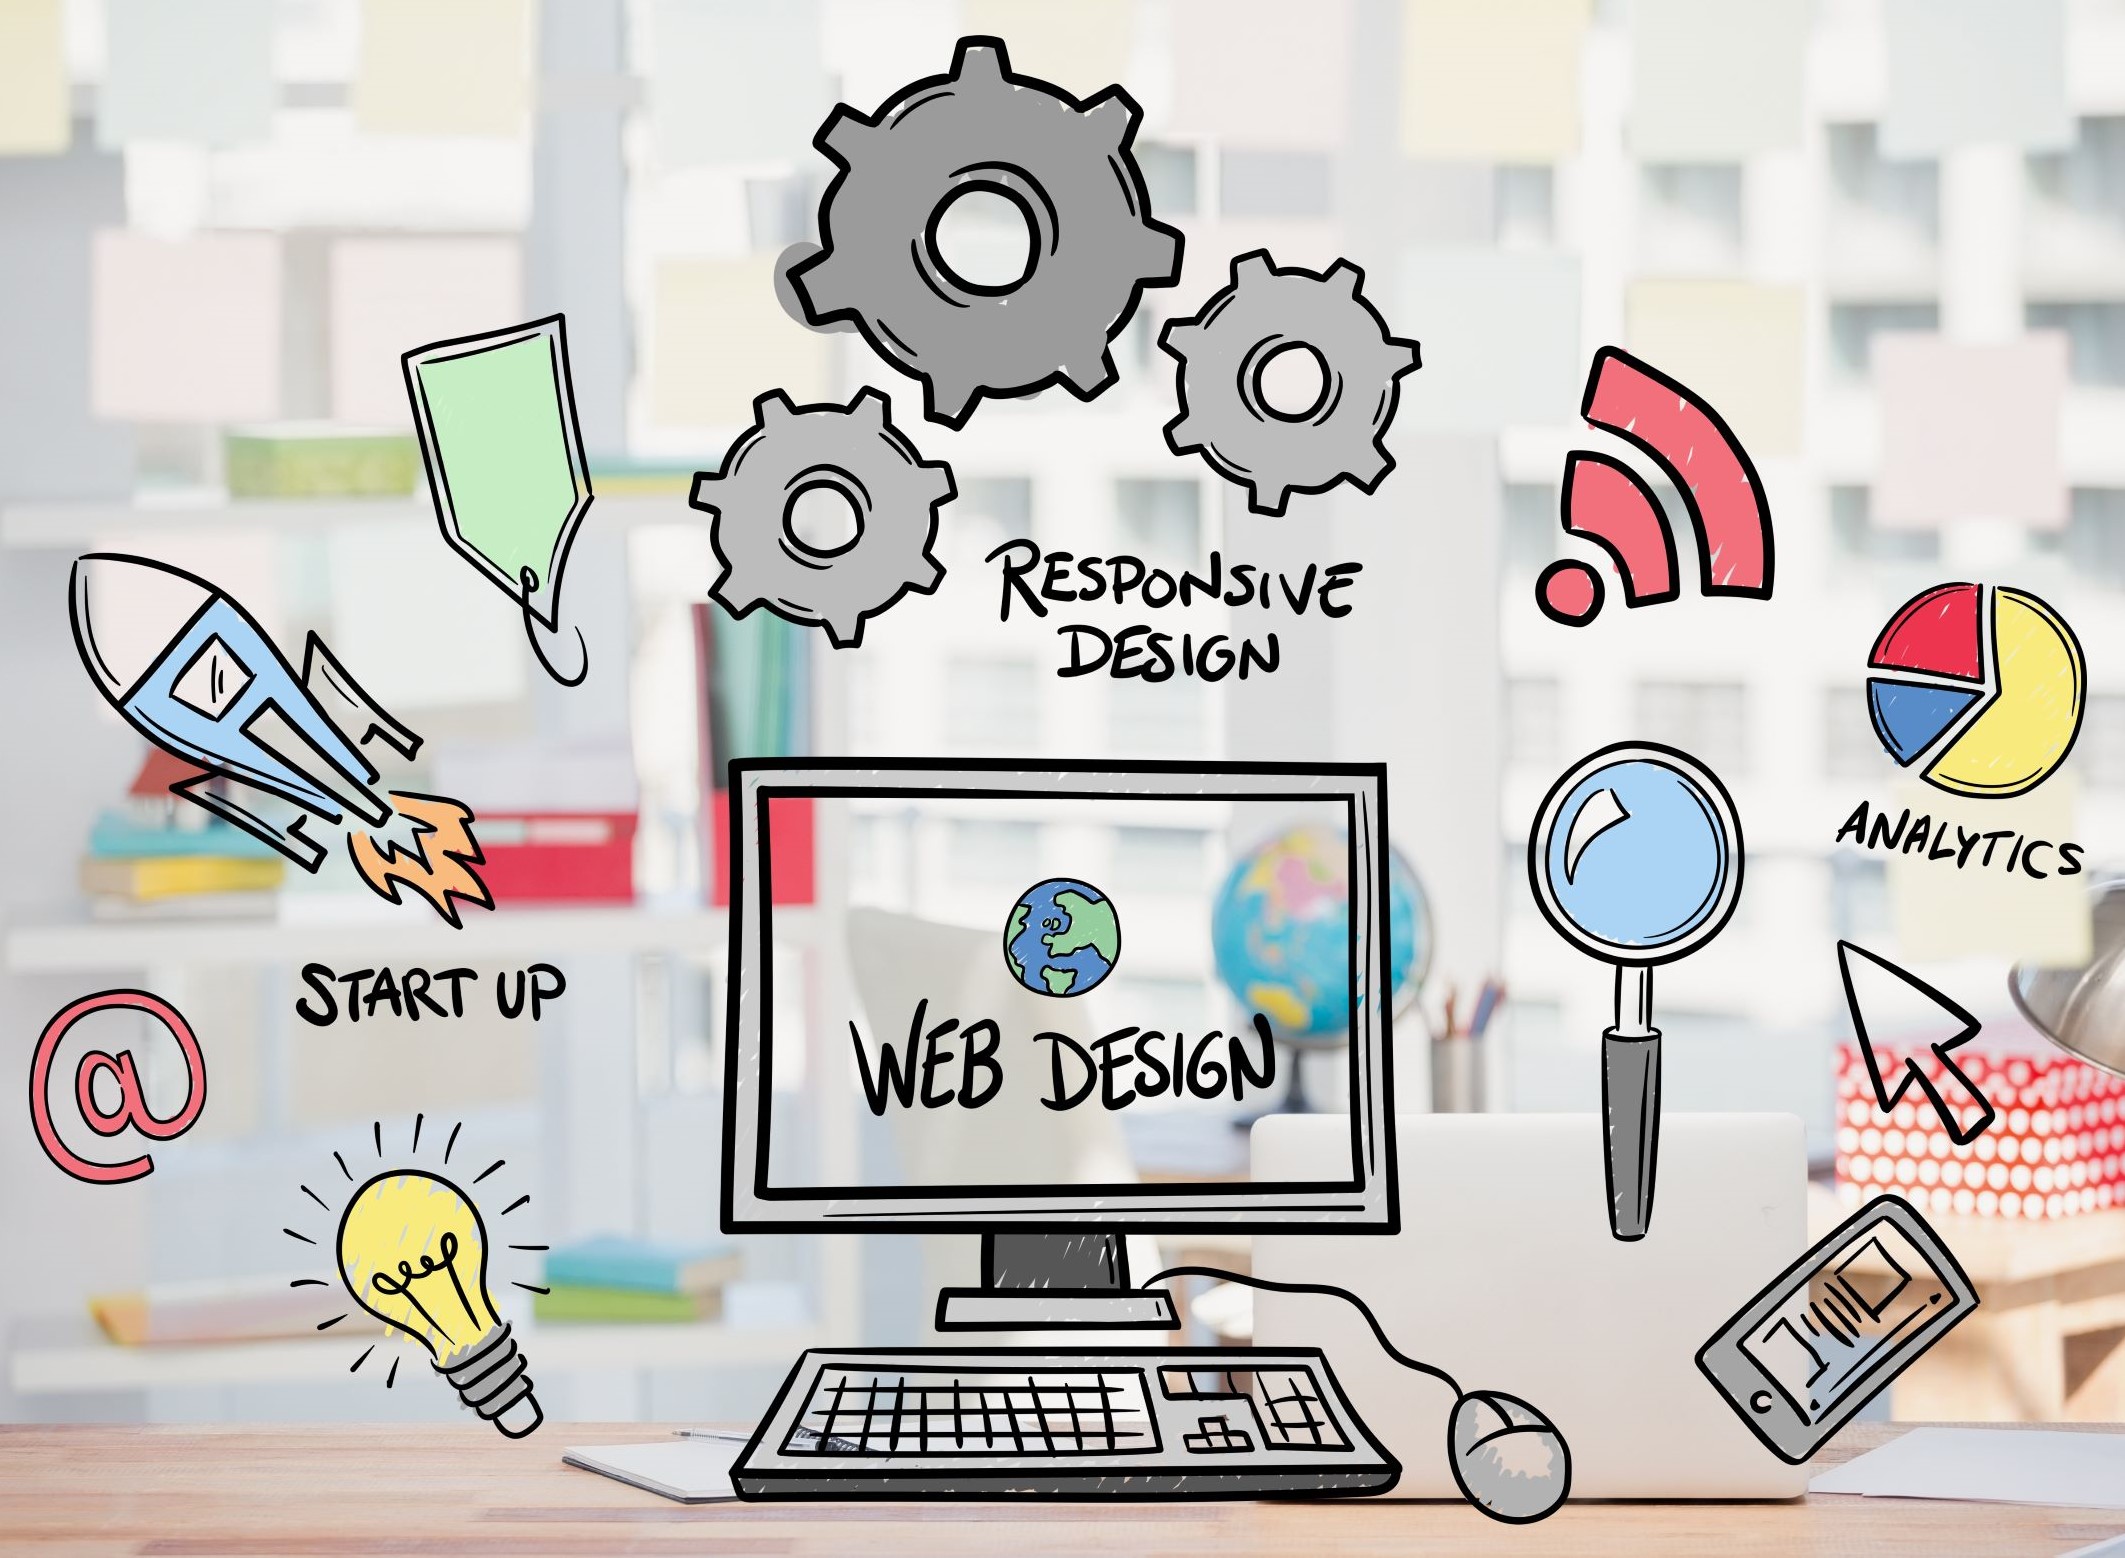 RESPONSIVE
DESIGN
ANALYTICS
START UP
@
WEB DESIGN